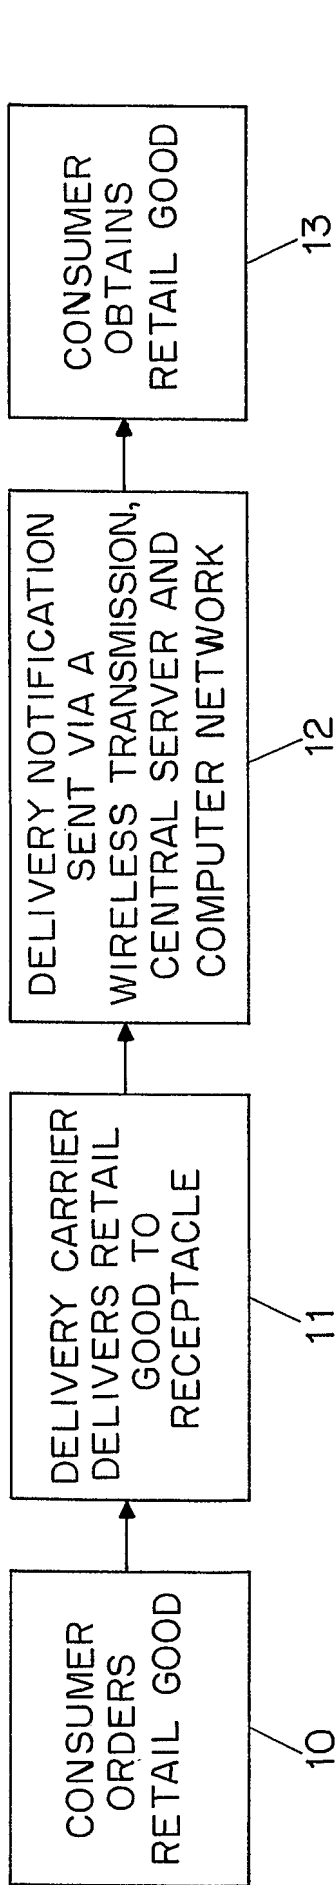 CONSUMER
ORDERS
RETAIL GOOD
10
DELIVERY CARRIER
DELIVERS RETAIL
GOOD TO
RECEPTACLE
11
DELIVERY NOTIFICATION
SENT VIA A
WIRELESS TRANSMISSION,
CENTRAL SERVER AND
COMPUTER NETWORK
12
CONSUMER
OBTAINS
RETAIL GOOD
13